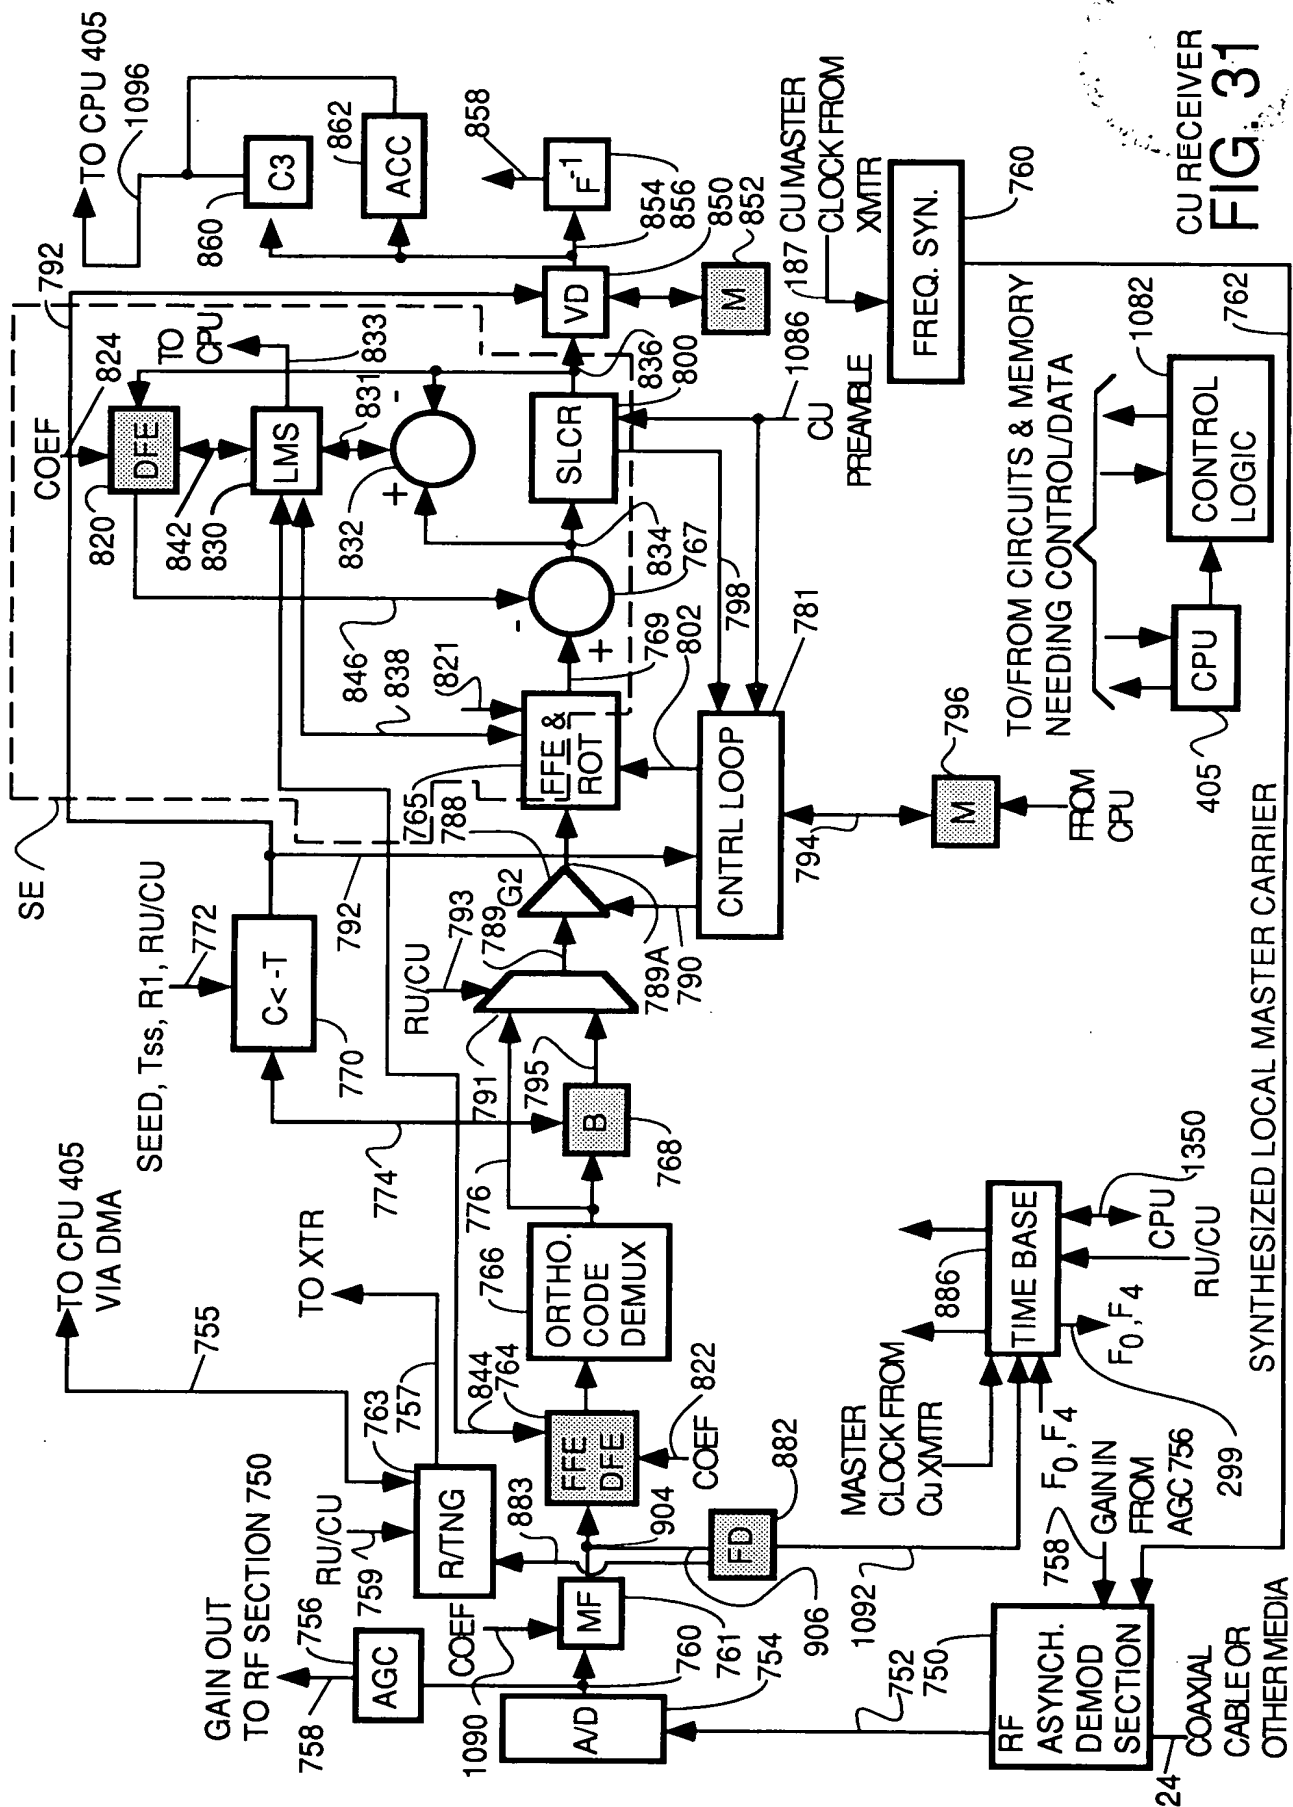 GAIN OUT
TO RF SECTION 750
758
756
AGC
RU/CU
759
TO CPU 405
VIA DMA
755
763
757
R/TNG
TO XTR
COEF
1090
A/D
MF
760
761
754
883
904
906
FD
882
1092
844
764
FFE
DFE
822
COEF
766
ORTHO.
CODE
DEMUX
776
774
B
768
795
791
SEED, Tss, R1, RU/CU
772
C< -T
770
792
RU/CU
793
789
G2
788
789A
790
SE
765
FFE &
ROT
821
838
846
769
802
767
834
+
-
COEF
824
792
DFE
820
842
LMS
830
831
832
833
TO
CPU
+
-
SLCR
800
836
VD
850
M
852
854
856
F-1
858
TO CPU 405
1096
C3
860
ACC
862
CNTRL LOOP
781
798
794
M
796
FROM
CPU
CU
PREAMBLE
1086
187
CU MASTER
CLOCK FROM
XMTR
FREQ. SYN.
760
762
TO/FROM CIRCUITS & MEMORY
NEEDING CONTROL/DATA
CPU
405
CONTROL
LOGIC
1082
SYNTHESIZED LOCAL MASTER CARRIER
MASTER
CLOCK FROM
Cu XMTR
886
TIME BASE
F0, F4
F0, F4
299
RU/CU
CPU
1350
758
GAIN IN
FROM
AGC 756
752
750
RF
ASYNCH.
DEMOD
SECTION
24
COAXIAL
CABLE OR
OTHER MEDIA
CU RECEIVER
FIG. 31